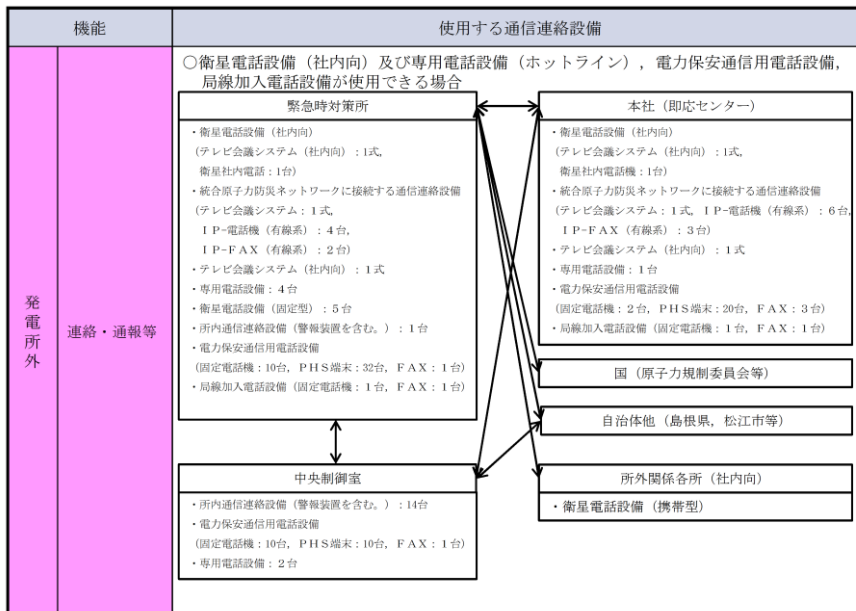 機能
使用する通信連絡設備
発電所外
連絡・通報等
○衛星電話設備（社内向）及び専用電話設備（ホットライン），電力保安通信用電話設備，
局線加入電話設備が使用できる場合
緊急時対策所
・衛星電話設備（社内向）
(テレビ会議システム（社内向）：1式,
衛星社内電話：1台)
・統合原子力防災ネットワークに接続する通信連絡設備
(テレビ会議システム：１式,
ＩＰ-電話機（有線系）：４台,
ＩＰ-FAX（有線系）：２台)
・テレビ会議システム（社内向）：１式
・専用電話設備：４台
・衛星電話設備（固定型）：５台
・所内通信連絡設備（警報装置を含む。）：１台
・電力保安通信用電話設備
(固定電話機：10台, ＰＨＳ端末：32台, ＦＡＸ：１台)
・局線加入電話設備（固定電話機：１台, ＦＡＸ：１台）
本社（即応センター）
・衛星電話設備（社内向）
(テレビ会議システム（社内向）：1式,
衛星社内電話機：1台)
・統合原子力防災ネットワークに接続する通信連絡設備
(テレビ会議システム：１式, ＩＰ-電話機（有線系）：６台,
ＩＰ-FAX（有線系）：３台)
・テレビ会議システム（社内向）：１式
・専用電話設備：１台
・電力保安通信用電話設備
(固定電話機：２台, ＰＨＳ端末：20台, ＦＡＸ：３台)
・局線加入電話設備（固定電話機：１台, ＦＡＸ：１台）
国（原子力規制委員会等）
自治体他（島根県，松江市等）
中央制御室
・所内通信連絡設備（警報装置を含む。）：14台
・電力保安通信用電話設備
(固定電話機：10台, ＰＨＳ端末：10台, ＦＡＸ：１台)
・専用電話設備：２台
所外関係各所（社内向）
・衛星電話設備（携帯型）